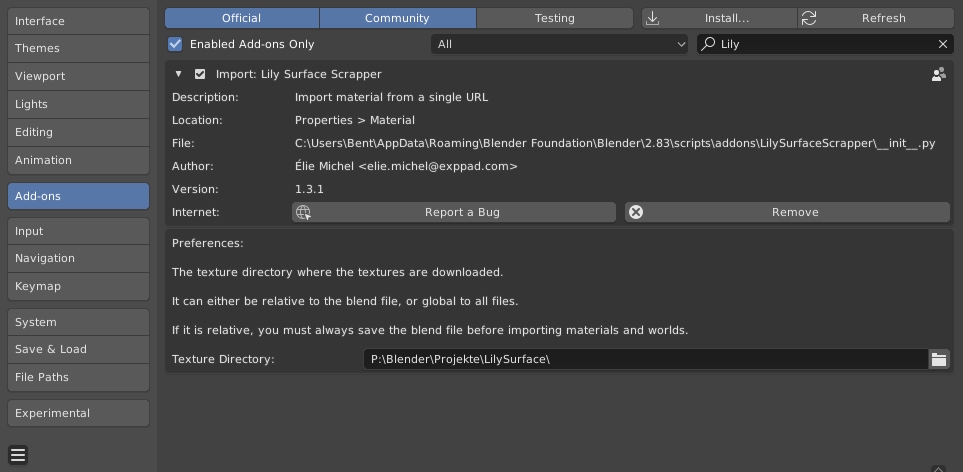 Interface
Themes
Viewport
Lights
Editing
Animation
Add-ons
Input
Navigation
Keymap
System
Save & Load
File Paths
Experimental
Official Community Testing Install... Refresh
Enabled Add-ons Only All Lily
Import: Lily Surface Scrapper
Description: Import material from a single URL
Location: Properties > Material
File: C:\Users\Bent\AppData\Roaming\Blender Foundation\Blender\2.83\scripts\addons\LilySurfaceScrapper\__init__.py
Author: Élie Michel <elie.michel@exppad.com>
Version: 1.3.1
Internet: Report a Bug Remove
Preferences:
The texture directory where the textures are downloaded.
It can either be relative to the blend file, or global to all files.
If it is relative, you must always save the blend file before importing materials and worlds.
Texture Directory: P:\Blender\Projekte\LilySurface\